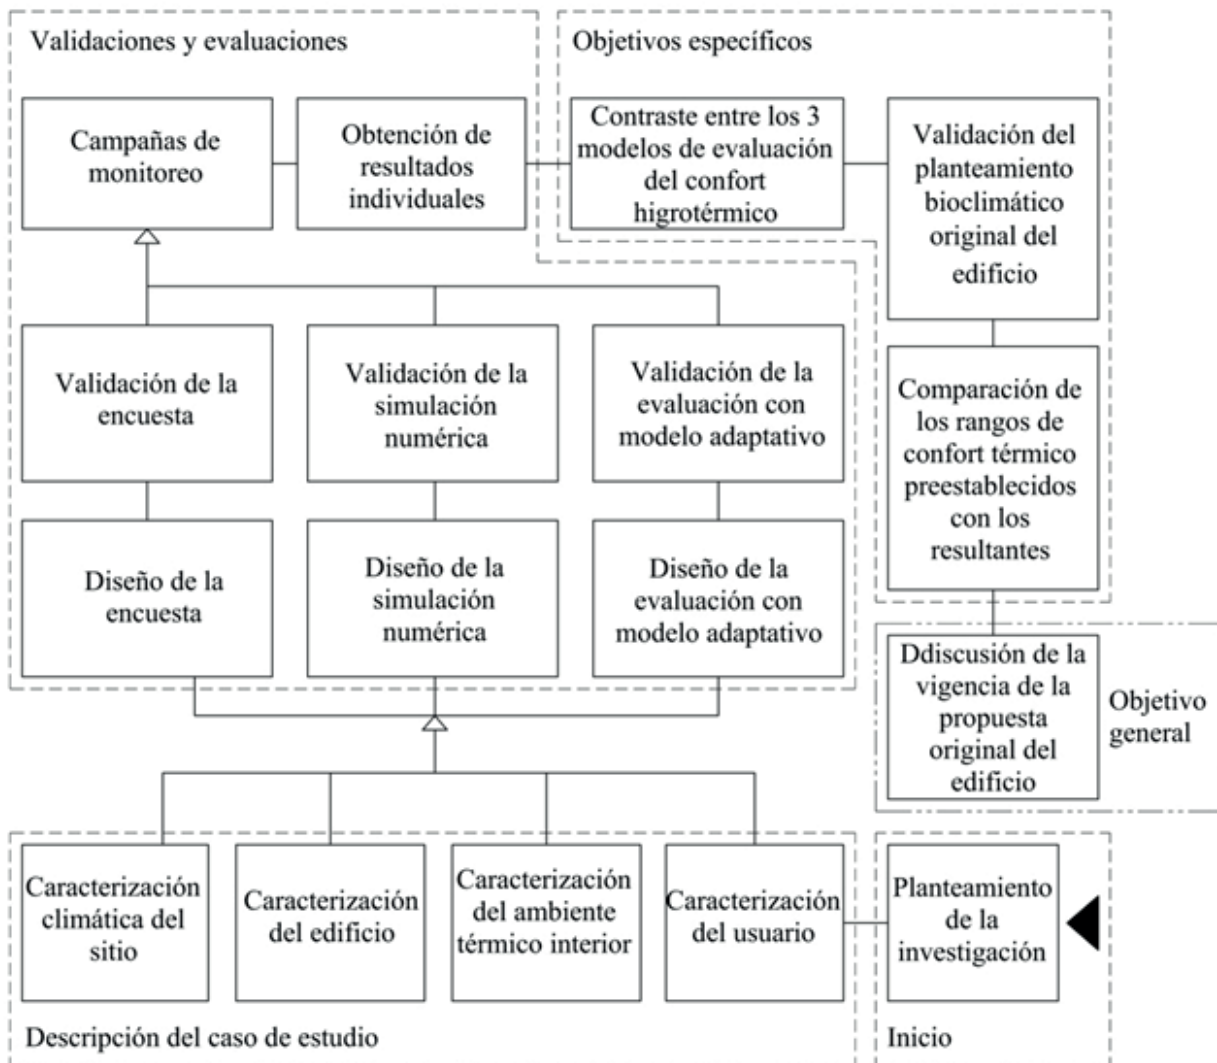 Validaciones y evaluaciones
Campañas de
monitoreo
Obtención de
resultados
individuales
Objetivos específicos
Contraste entre los 3
modelos de evaluación
del confort
higrotérmico
Validación del
planteamiento
bioclimático
original del
edificio
Validación de la
encuesta
Validación de la
simulación
numérica
Validación de la
evaluación con
modelo adaptativo
Comparación de
los rangos de
confort térmico
preestablecidos
con los
resultantes
Diseño de la
encuesta
Diseño de la
simulación
numérica
Diseño de la
evaluación con
modelo adaptativo
Ddiscusión de la
vigencia de la
propuesta
original del
edificio
Objetivo
general
Caracterización
climática del
sitio
Caracterización
del edificio
Caracterización
del ambiente
térmico interior
Caracterización
del usuario
Planteamiento
de la
investigación
Descripción del caso de estudio
Inicio